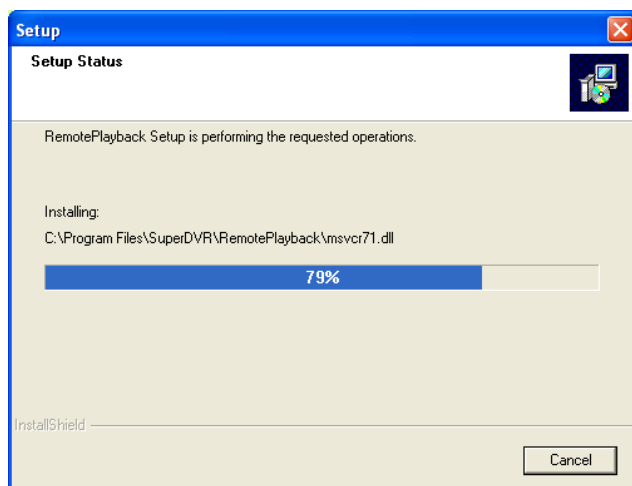 Setup
Setup Status
RemotePlayback Setup is performing the requested operations.
Installing:
C:\Program Files\SuperDVR\RemotePlayback\msvcr71.dll
79%
InstallShield
Cancel